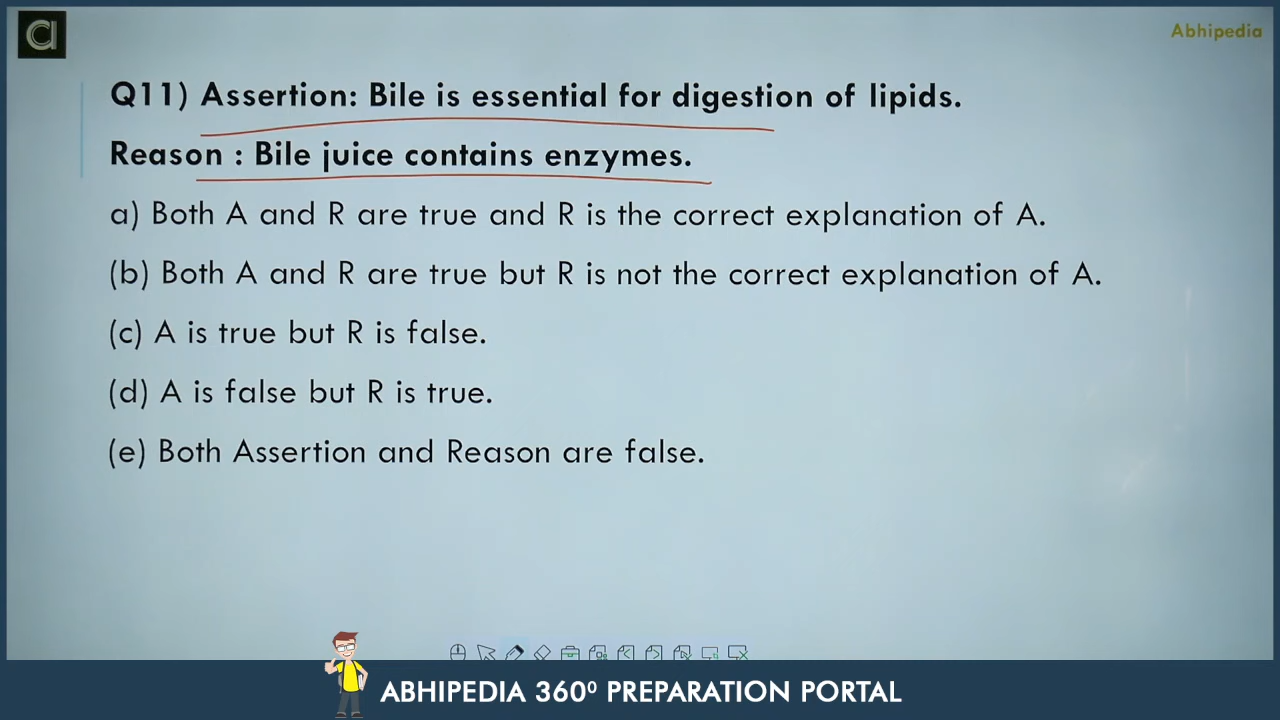 Abhipedia
Q11) Assertion: Bile is essential for digestion of lipids.
Reason : Bile juice contains enzymes.
a) Both A and R are true and R is the correct explanation of A.
(b) Both A and R are true but R is not the correct explanation of A.
(c) A is true but R is false.
(d) A is false but R is true.
(e) Both Assertion and Reason are false.
ABHIPEDIA 360⁰ PREPARATION PORTAL